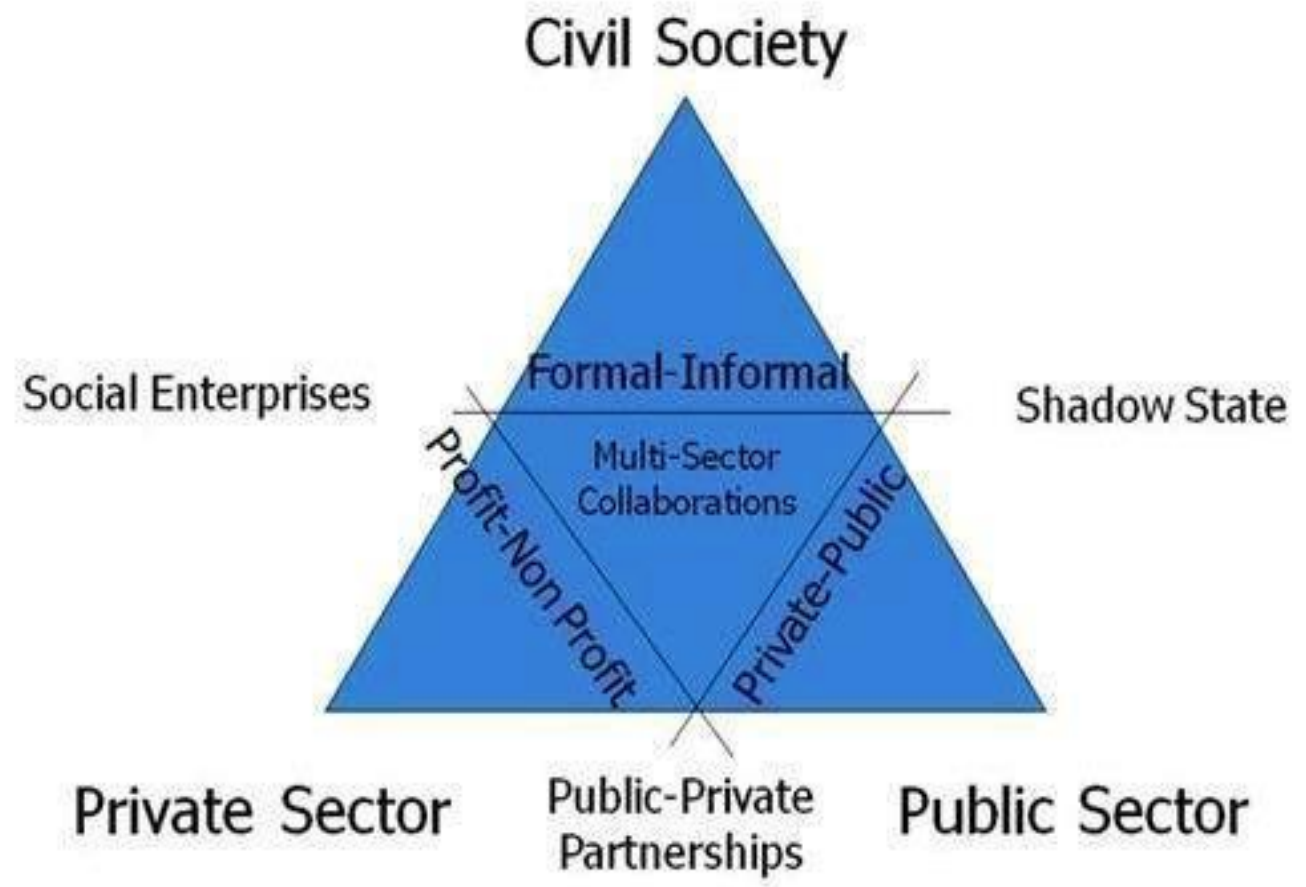 Civil Society
Formal-Informal
Social Enterprises
Shadow State
Multi-Sector
Collaborations
Profit-Non Profit
Private-Public
Private Sector
Public-Private
Partnerships
Public Sector